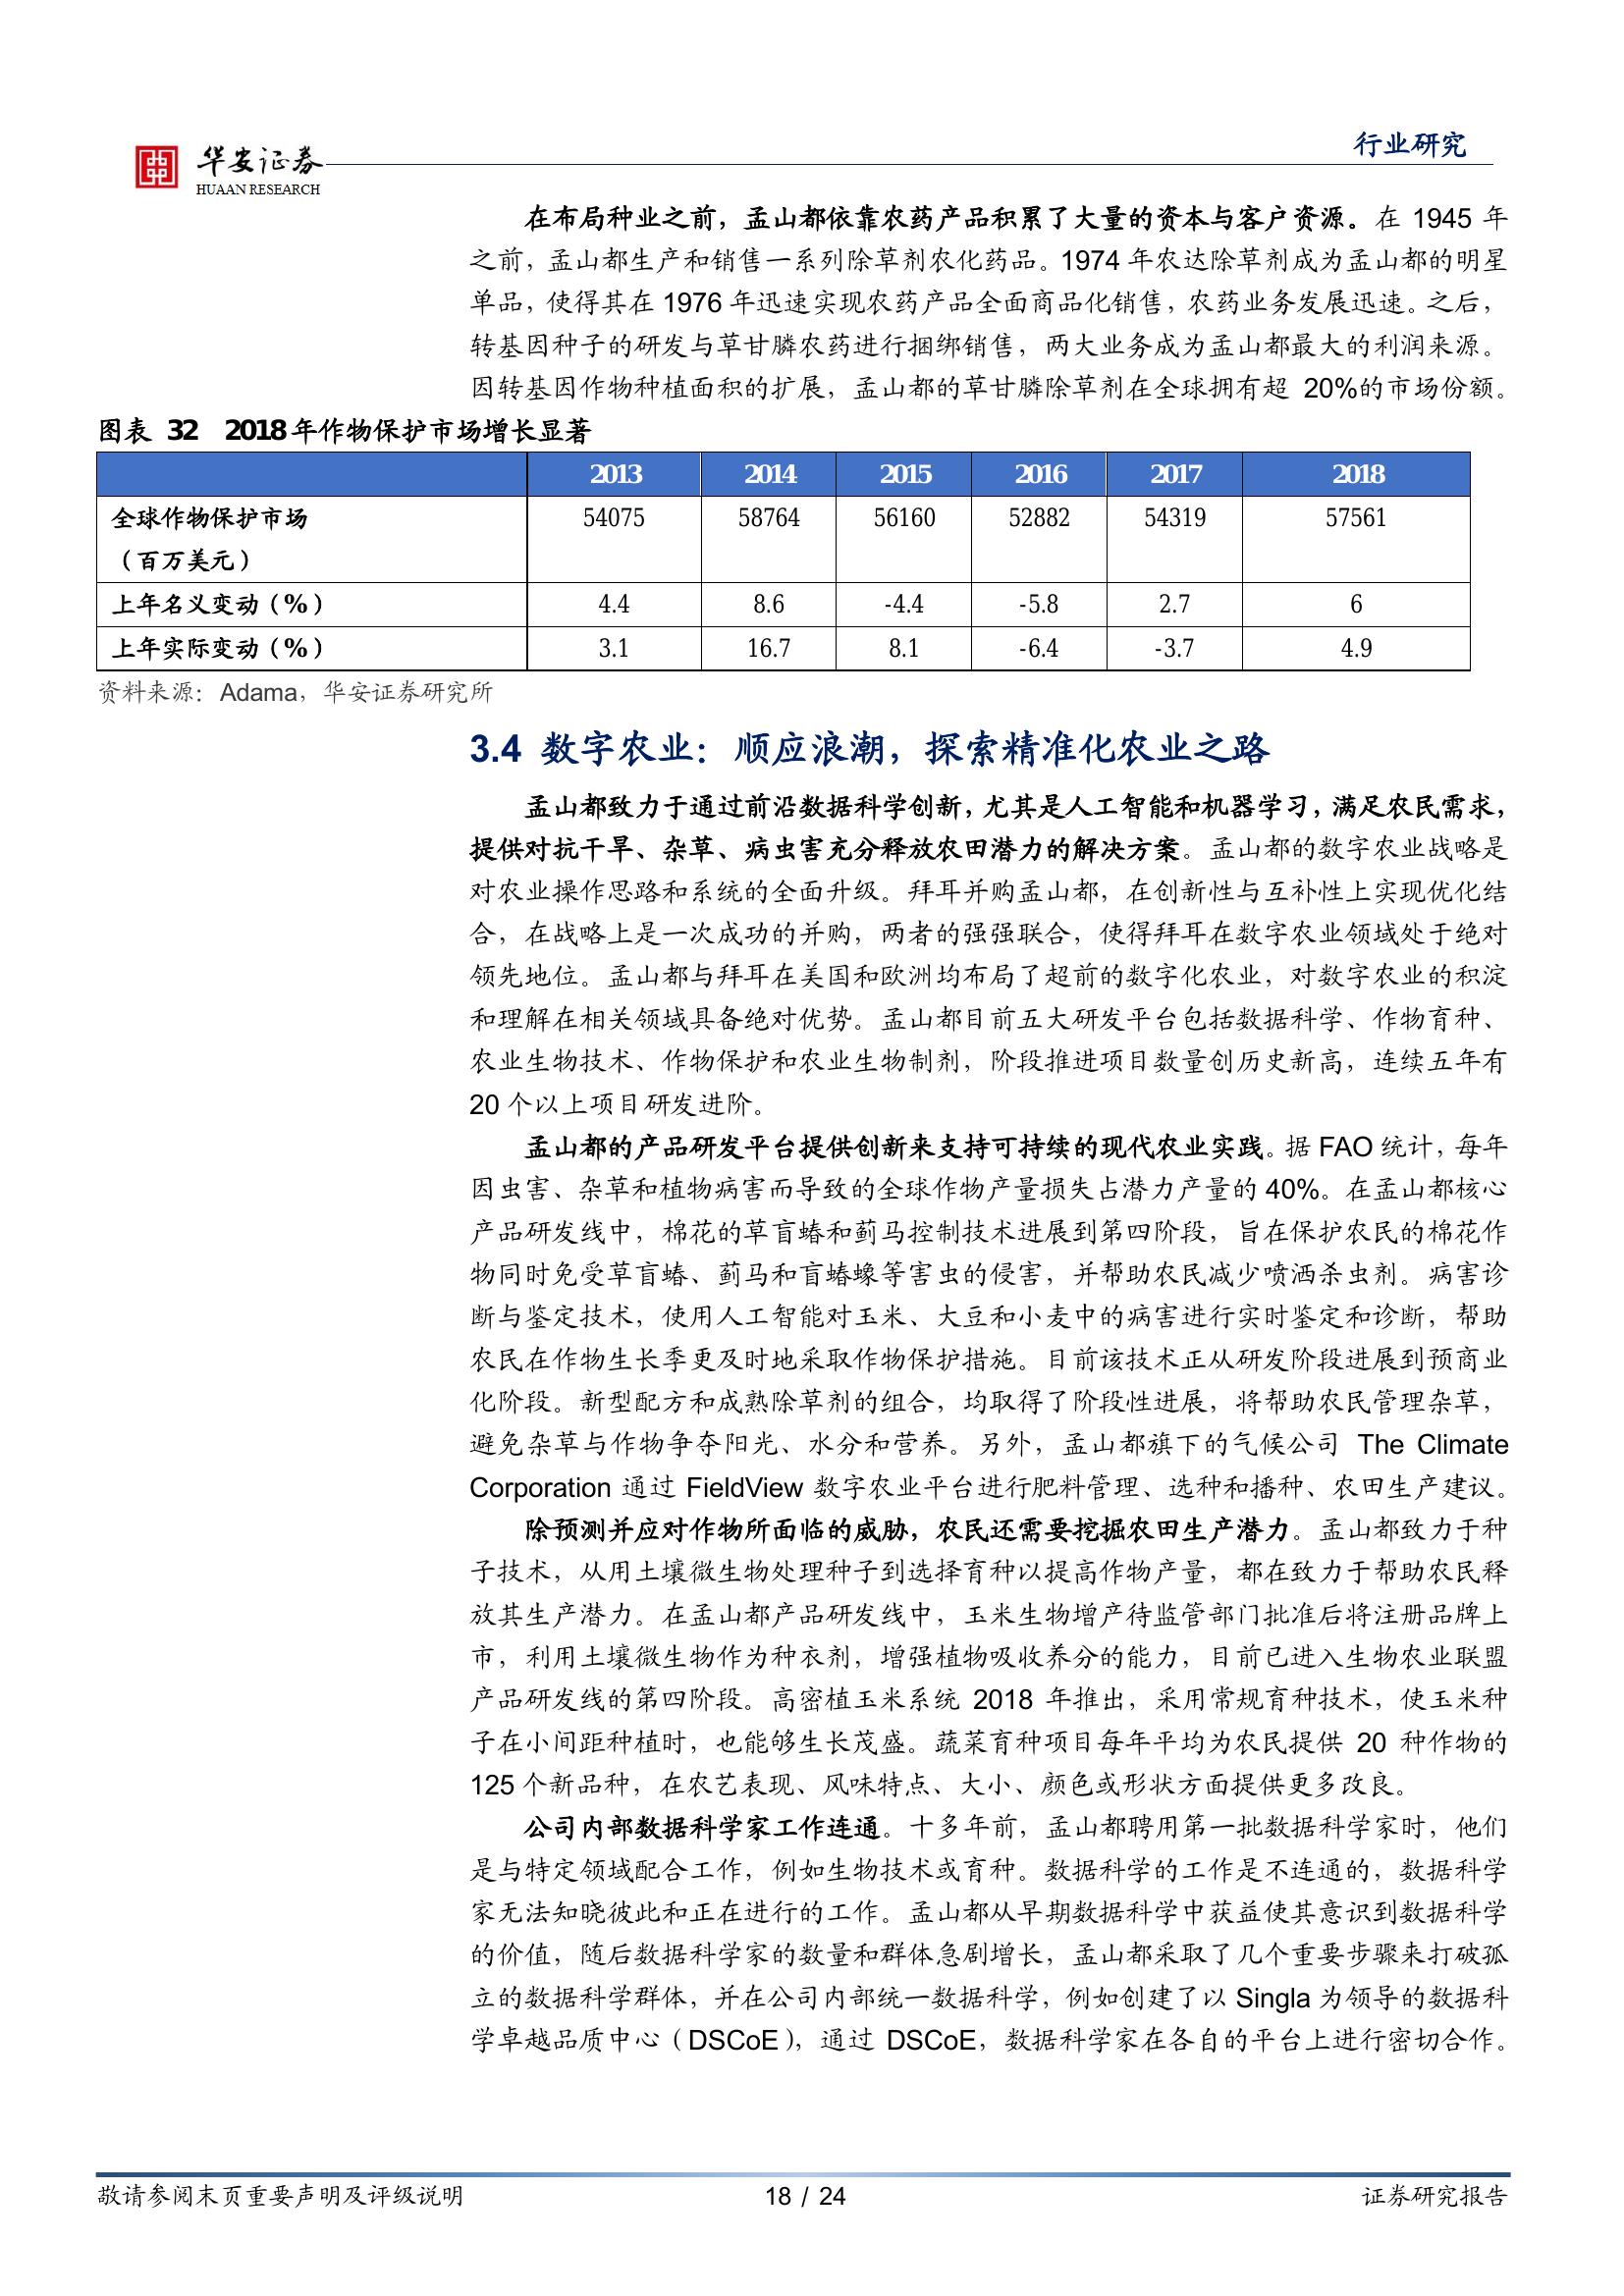 华安证券
HUAAN RESEARCH
行业研究
在布局种业之前，孟山都依靠农药产品积累了大量的资本与客户资源。在 1945 年
之前，孟山都生产和销售一系列除草剂农化药品。1974 年农达除草剂成为孟山都的明星
单品，使得其在 1976 年迅速实现农药产品全面商品化销售，农药业务发展迅速。之后，
转基因种子的研发与草甘膦农药进行捆绑销售，两大业务成为孟山都最大的利润来源。
因转基因作物种植面积的扩展，孟山都的草甘膦除草剂在全球拥有超 20%的市场份额。
图表 32 2018 年作物保护市场增长显著
2013 2014 2015 2016 2017 2018
全球作物保护市场 54075 58764 56160 52882 54319 57561
（百万美元）
上年名义变动（%） 4.4 8.6 -4.4 -5.8 2.7 6
上年实际变动（%） 3.1 16.7 8.1 -6.4 -3.7 4.9
资料来源：Adama，华安证券研究所
3.4 数字农业：顺应浪潮，探索精准化农业之路
孟山都致力于通过前沿数据科学创新，尤其是人工智能和机器学习，满足农民需求，
提供对抗干旱、杂草、病虫害充分释放农田潜力的解决方案。孟山都的数字农业战略是
对农业操作思路和系统的全面升级。拜耳并购孟山都，在创新性与互补性上实现优化结
合，在战略上是一次成功的并购，两者的强强联合，使得拜耳在数字农业领域处于绝对
领先地位。孟山都与拜耳在美国和欧洲均布局了超前的数字化农业，对数字农业的积淀
和理解在相关领域具备绝对优势。孟山都目前五大研发平台包括数据科学、作物育种、
农业生物技术、作物保护和农业生物制剂，阶段推进项目数量创历史新高，连续五年有
20 个以上项目研发进阶。
孟山都的产品研发平台提供创新来支持可持续的现代农业实践。据 FAO 统计，每年
因虫害、杂草和植物病害而导致的全球作物产量损失占潜力产量的 40%。在孟山都核心
产品研发线中，棉花的草盲蝽和蓟马控制技术进展到第四阶段，旨在保护农民的棉花作
物同时免受草盲蝽、蓟马和盲蝽蟓等害虫的侵害，并帮助农民减少喷洒杀虫剂。病害诊
断与鉴定技术，使用人工智能对玉米、大豆和小麦中的病害进行实时鉴定和诊断，帮助
农民在作物生长季更及时地采取作物保护措施。目前该技术正从研发阶段进展到预商业
化阶段。新型配方和成熟除草剂的组合，均取得了阶段性进展，将帮助农民管理杂草，
避免杂草与作物争夺阳光、水分和营养。另外，孟山都旗下的气候公司 The Climate
Corporation 通过 FieldView 数字农业平台进行肥料管理、选种和播种、农田生产建议。
除预测并应对作物所面临的威胁，农民还需要挖掘农田生产潜力。孟山都致力于种
子技术，从用土壤微生物处理种子到选择育种以提高作物产量，都在致力于帮助农民释
放其生产潜力。在孟山都产品研发线中，玉米生物增产待监管部门批准后将注册品牌上
市，利用土壤微生物作为种衣剂，增强植物吸收养分的能力，目前已进入生物农业联盟
产品研发线的第四阶段。高密植玉米系统 2018 年推出，采用常规育种技术，使玉米种
子在小间距种植时，也能够生长茂盛。蔬菜育种项目每年平均为农民提供 20 种作物的
125 个新品种，在农艺表现、风味特点、大小、颜色或形状方面提供更多改良。
公司内部数据科学家工作连通。十多年前，孟山都聘用第一批数据科学家时，他们
是与特定领域配合工作，例如生物技术或育种。数据科学的工作是不连通的，数据科学
家无法知晓彼此和正在进行的工作。孟山都从早期数据科学中获益使其意识到数据科学
的价值，随后数据科学家的数量和群体急剧增长，孟山都采取了几个重要步骤来打破孤
立的数据科学群体，并在公司内部统一数据科学，例如创建了以 Singla 为领导的数据科
学卓越品质中心（DSCoE），通过 DSCoE，数据科学家在各自的平台上进行密切合作。
敬请参阅末页重要声明及评级说明 18 / 24 证券研究报告